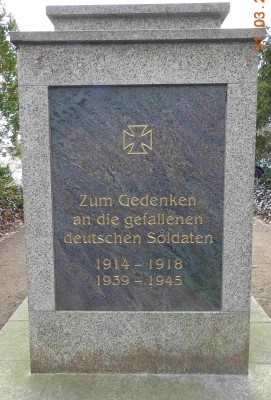 Zum Gedenken
an die gefallenen
deutschen Soldaten
1914 – 1918
1939 – 1945